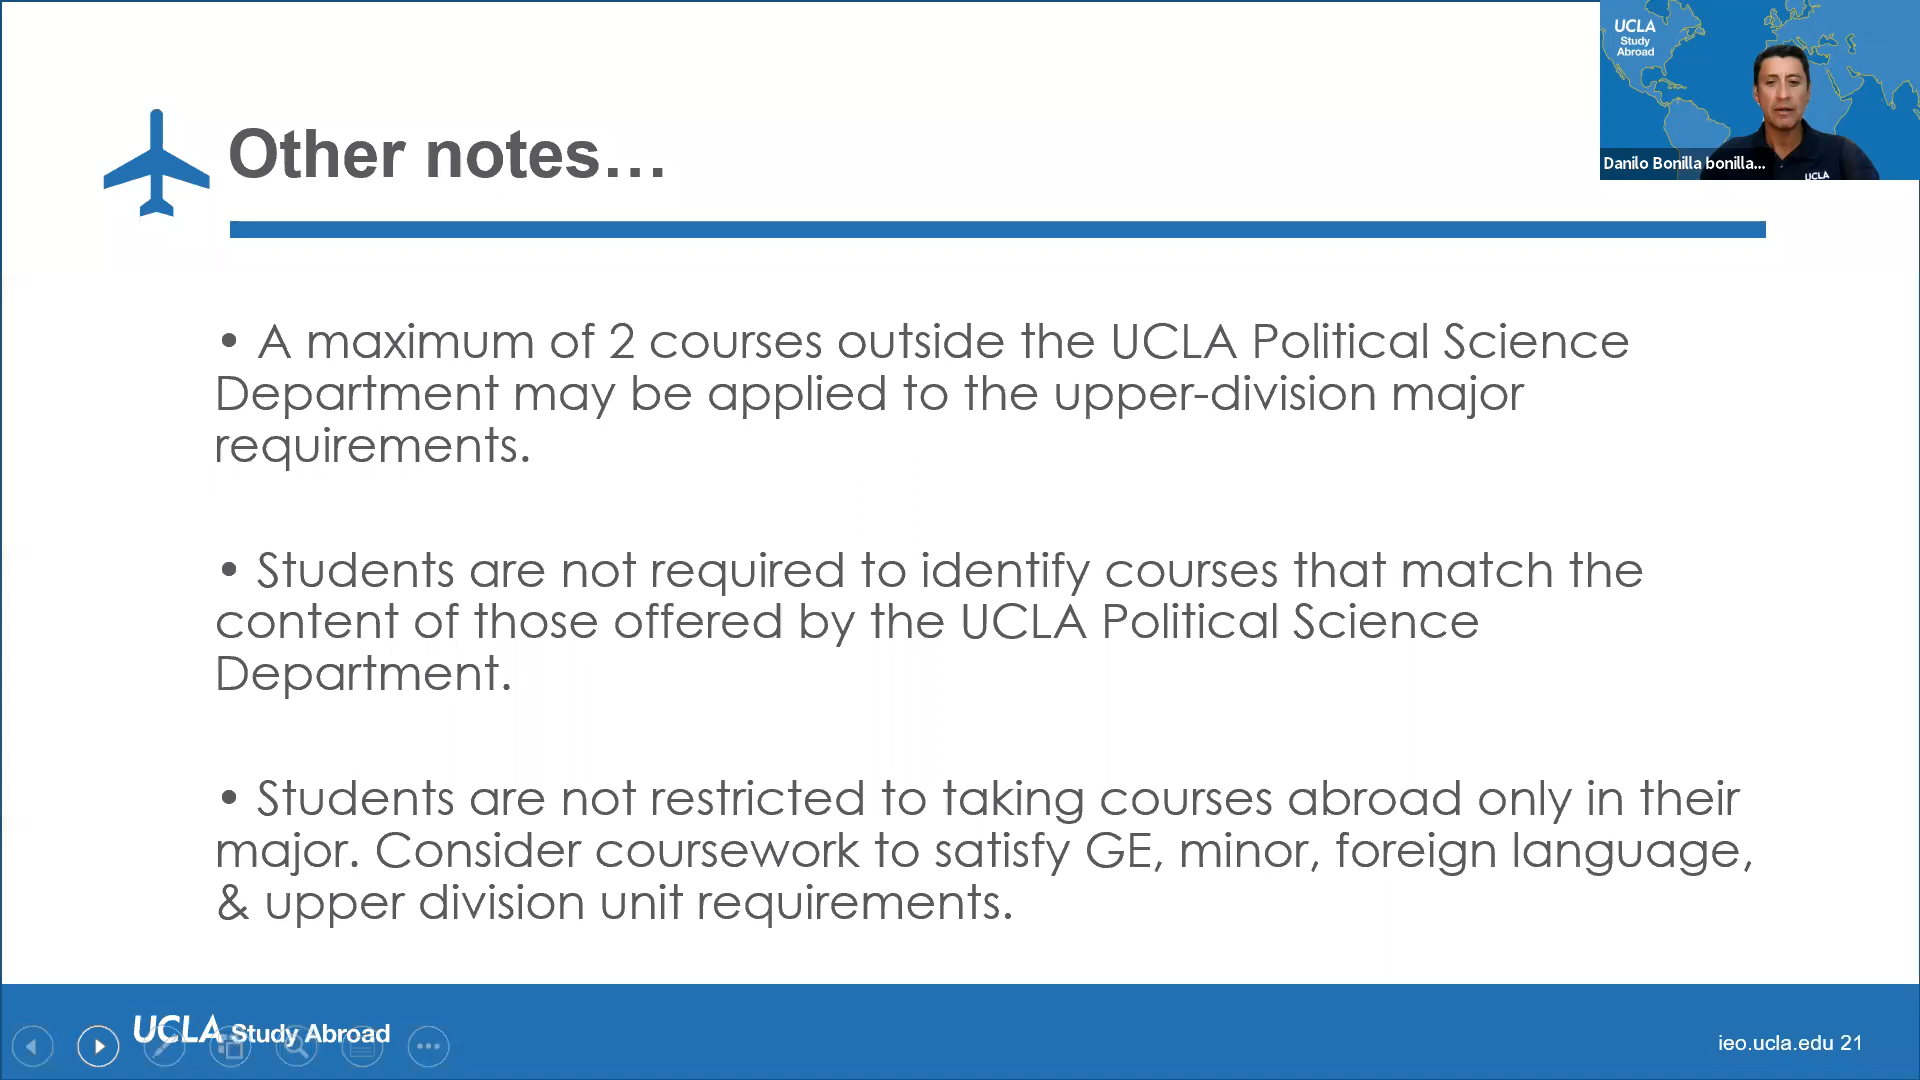 UCLA
Study
Abroad
Danilo Bonilla bonilla...
UCLA
Other notes...
• A maximum of 2 courses outside the UCLA Political Science
Department may be applied to the upper-division major
requirements.
• Students are not required to identify courses that match the
content of those offered by the UCLA Political Science
Department.
• Students are not restricted to taking courses abroad only in their
major. Consider coursework to satisfy GE, minor, foreign language,
& upper division unit requirements.
UCLA Study Abroad
ieo.ucla.edu 21